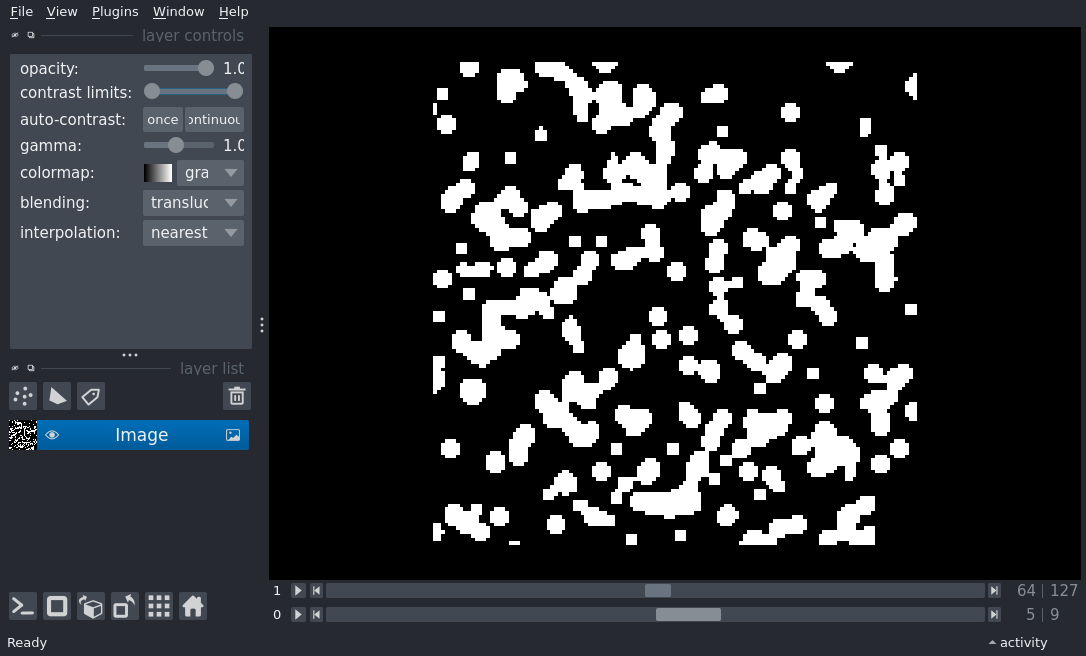 File View Plugins Window Help
layer controls
opacity: 1.0
contrast limits:
auto-contrast: once ontinuou
gamma: 1.0
colormap: gra
blending: transluc
interpolation: nearest
layer list
Image
1 64 | 127
0 5 | 9
Ready activity